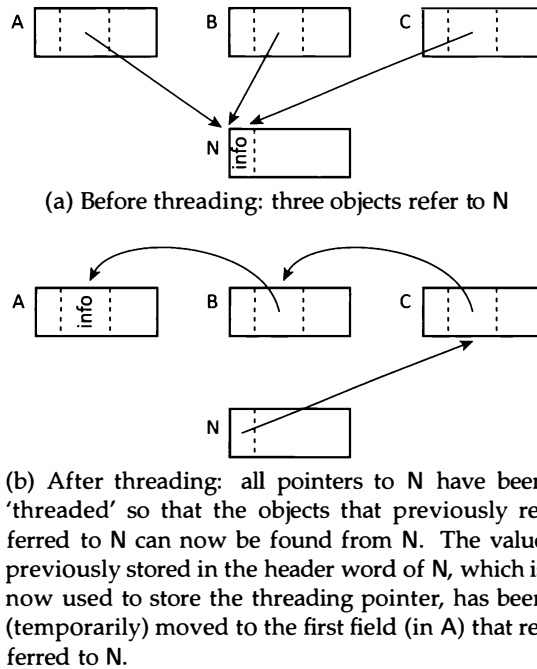 A B C
N info
(a) Before threading: three objects refer to N
A info B C
N
(b) After threading: all pointers to N have been
'threaded' so that the objects that previously re
ferred to N can now be found from N. The value
previously stored in the header word of N, which is
now used to store the threading pointer, has been
(temporarily) moved to the first field (in A) that re
ferred to N.